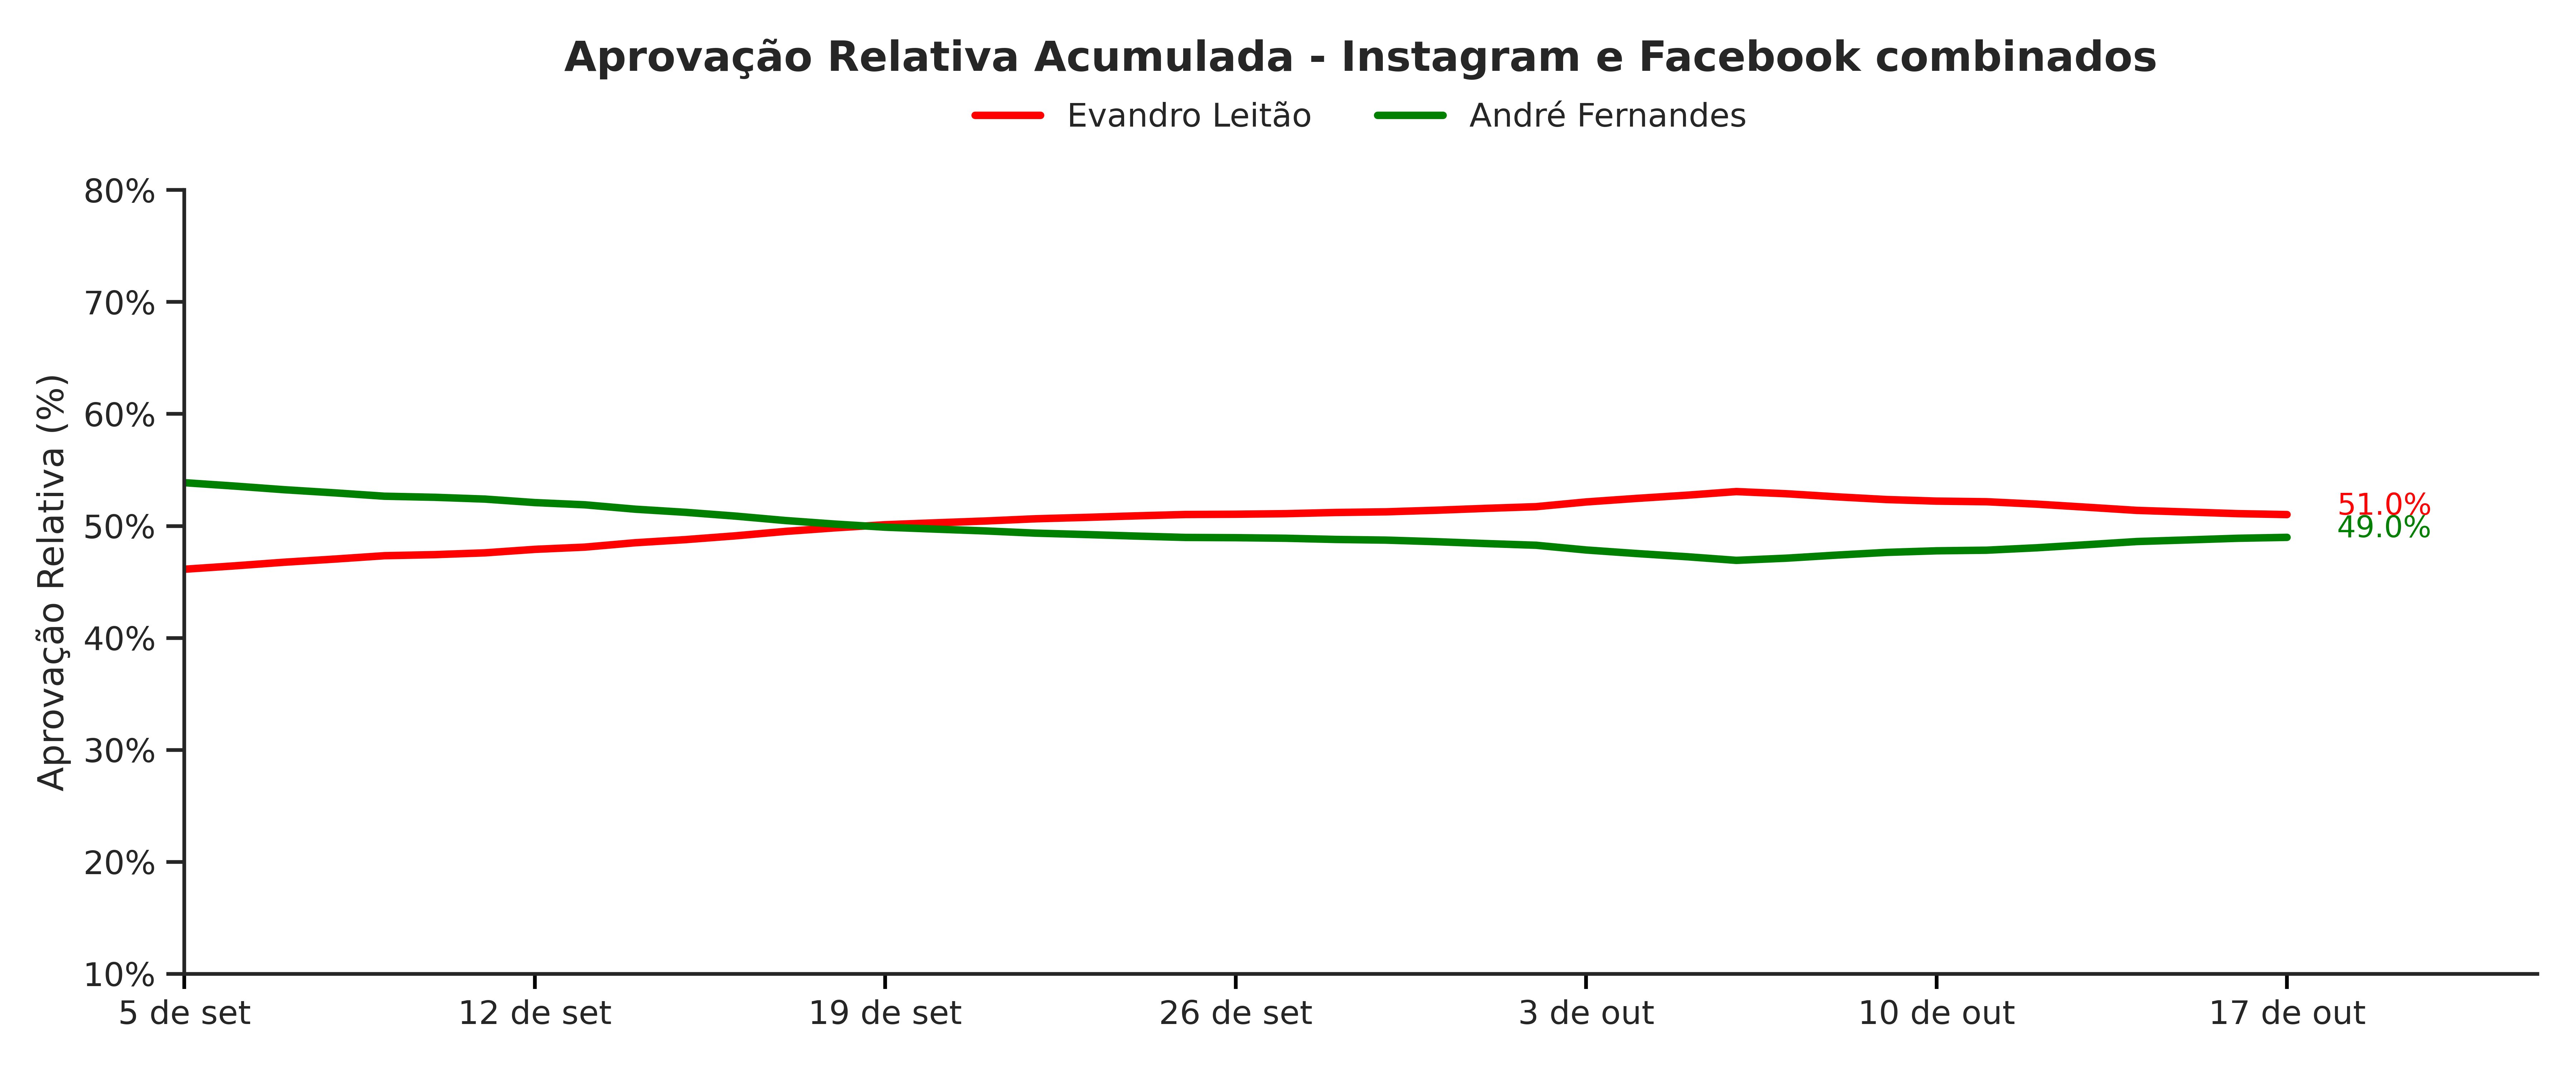 Aprovação Relativa Acumulada - Instagram e Facebook combinados
Evandro Leitão André Fernandes
Aprovação Relativa (%)
80%
70%
60%
50%
40%
30%
20%
10%
51.0%
49.0%
5 de set 12 de set 19 de set 26 de set 3 de out 10 de out 17 de out